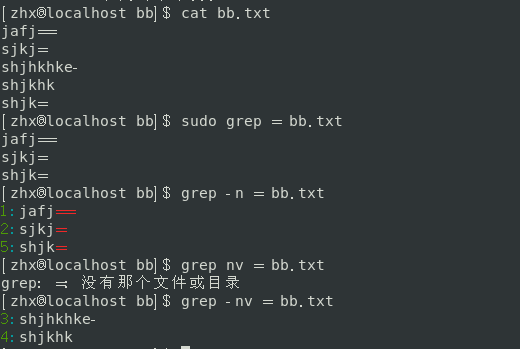 [zhx@localhost bb]$ cat bb.txt
jafj==
sjkj=
shjhkhke-
shjkhk
shjk=
[zhx@localhost bb]$ sudo grep = bb.txt
jafj==
sjkj=
shjk=
[zhx@localhost bb]$ grep -n = bb.txt
1:jafj==
2:sjkj=
5:shjk=
[zhx@localhost bb]$ grep nv = bb.txt
grep: =: 没有那个文件或目录
[zhx@localhost bb]$ grep -nv = bb.txt
3:shjhkhke-
4:shjkhk